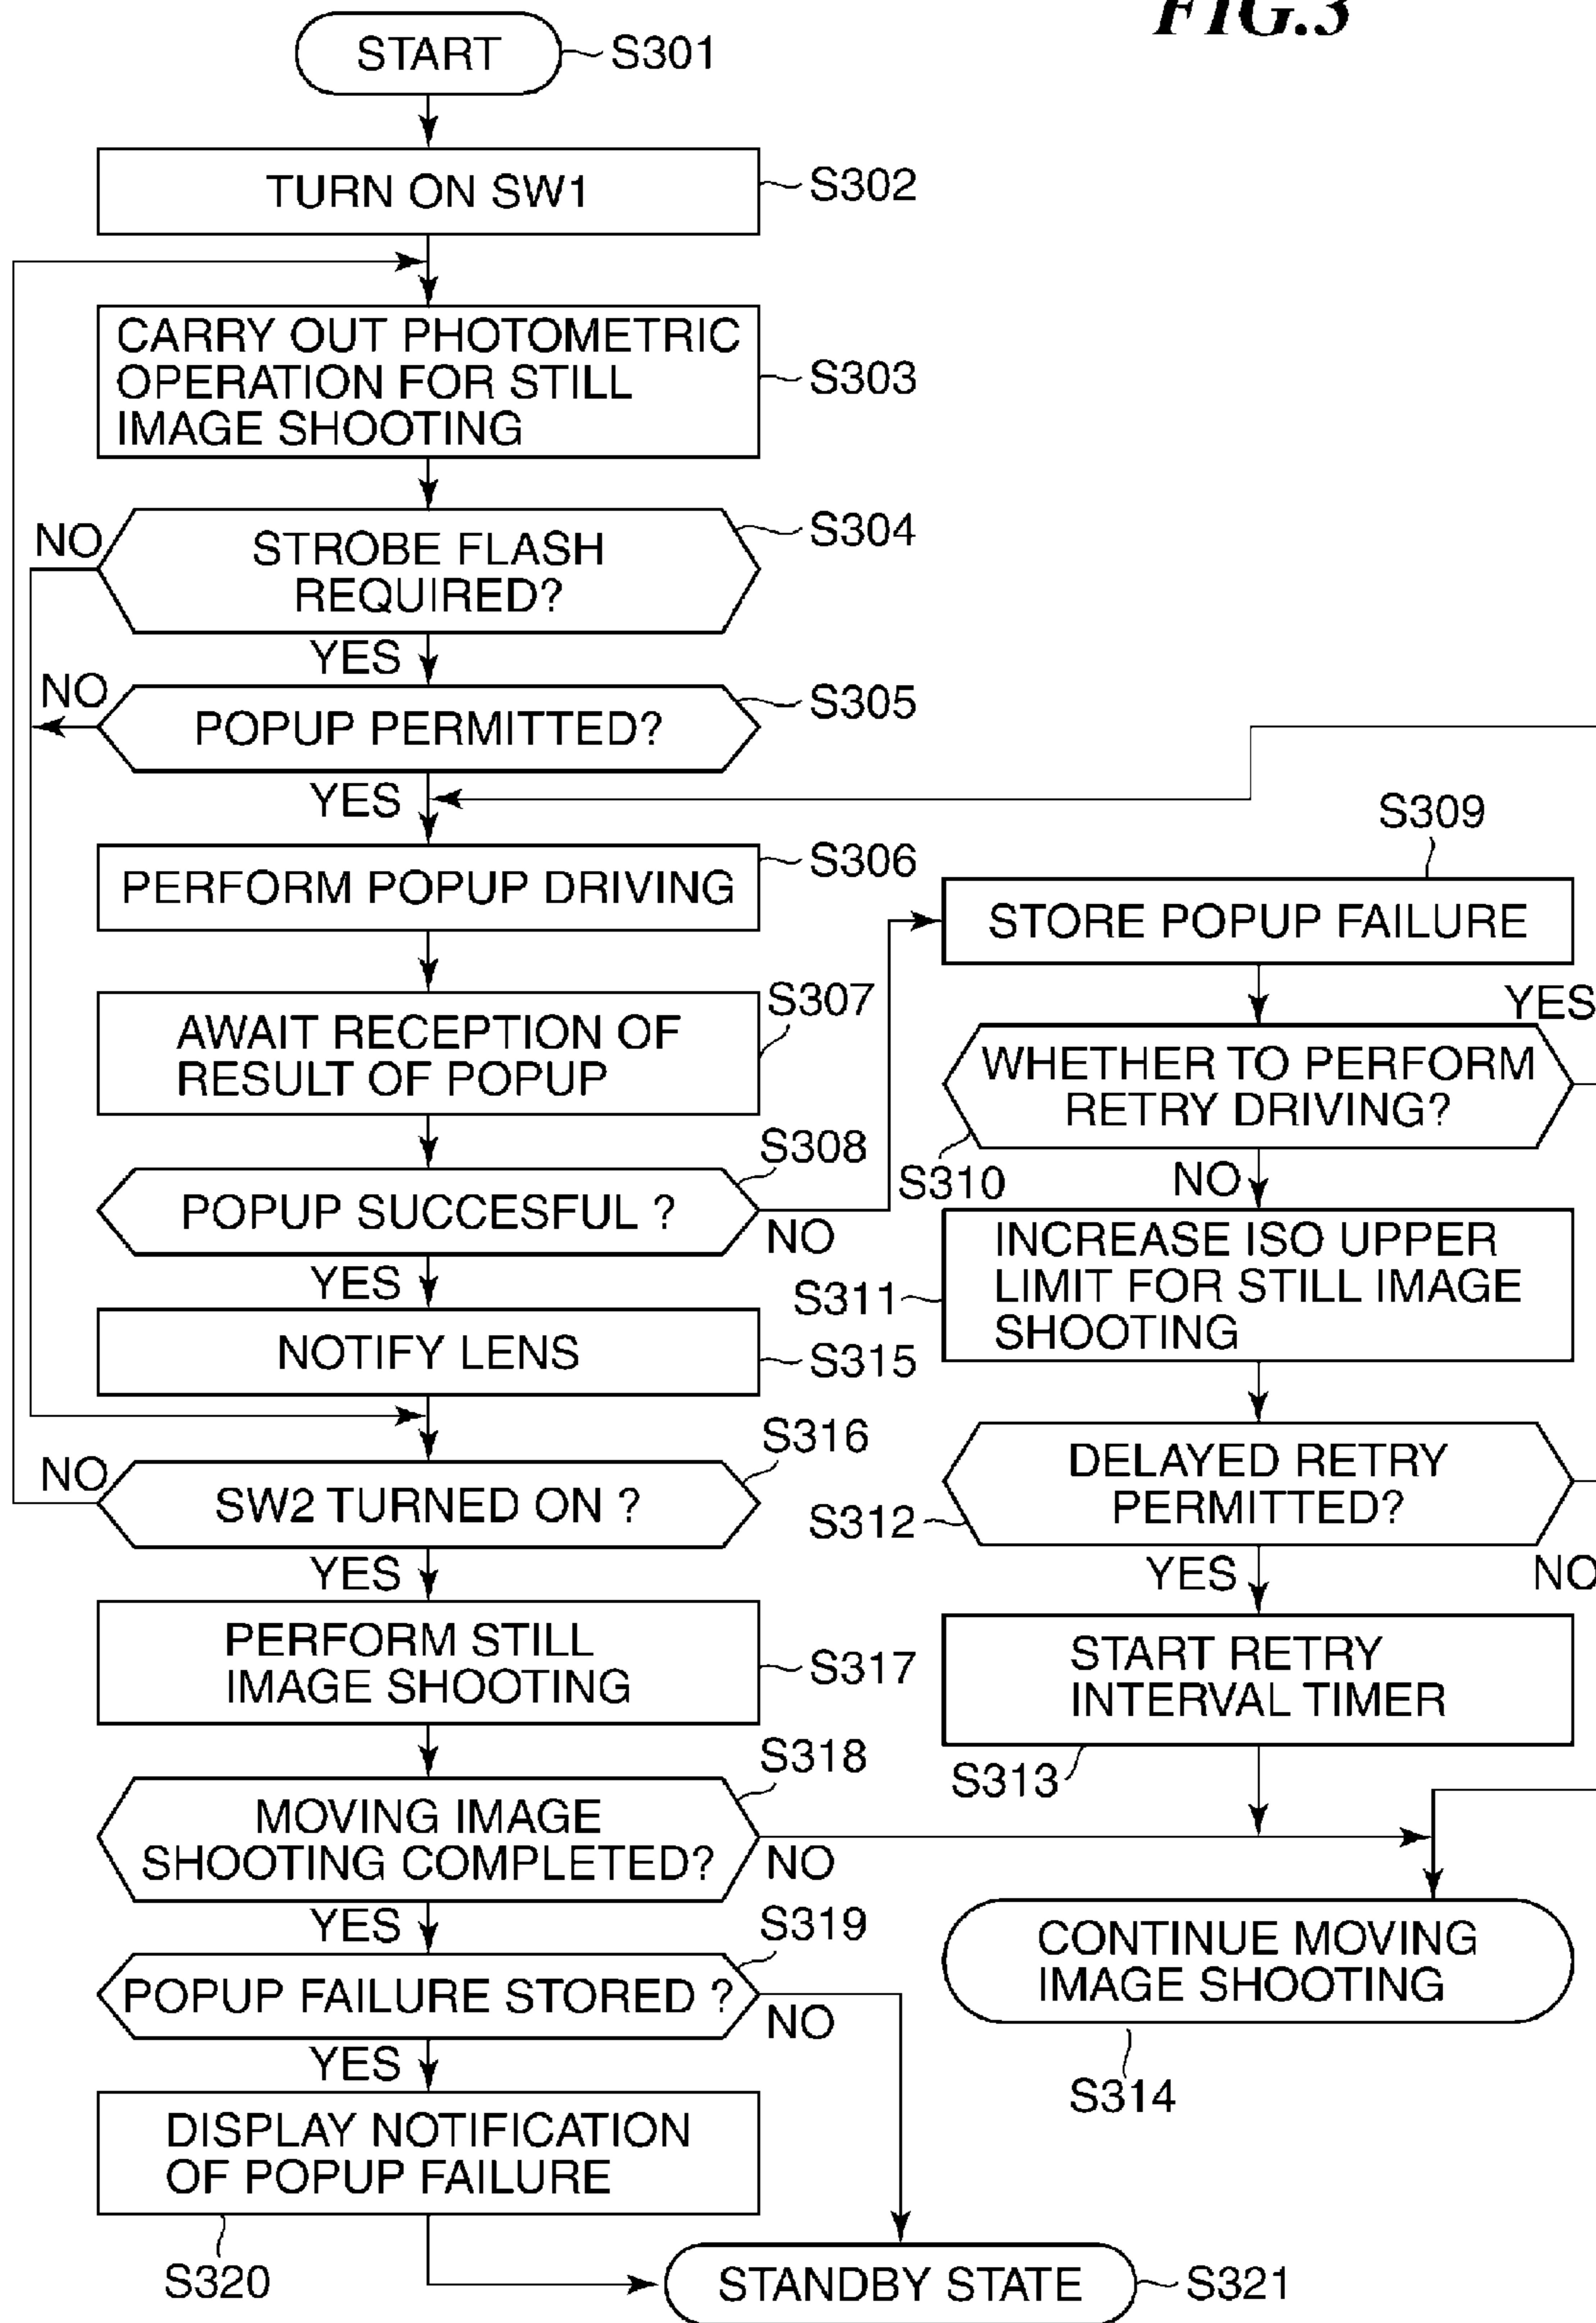 FIG.3
START
S301
TURN ON SW1
S302
CARRY OUT PHOTOMETRIC
OPERATION FOR STILL
IMAGE SHOOTING
S303
NO
STROBE FLASH
REQUIRED?
S304
YES
NO
POPUP PERMITTED?
S305
YES
PERFORM POPUP DRIVING
S306
AWAIT RECEPTION OF
RESULT OF POPUP
S307
POPUP SUCCESFUL ?
S308
NO
YES
NOTIFY LENS
S315
NO
SW2 TURNED ON ?
S316
YES
PERFORM STILL
IMAGE SHOOTING
S317
MOVING IMAGE
SHOOTING COMPLETED?
S318
NO
YES
POPUP FAILURE STORED ?
S319
NO
YES
DISPLAY NOTIFICATION
OF POPUP FAILURE
S320
STANDBY STATE
S321
S309
STORE POPUP FAILURE
YES
WHETHER TO PERFORM
RETRY DRIVING?
S310
NO
INCREASE ISO UPPER
LIMIT FOR STILL IMAGE
SHOOTING
S311
DELAYED RETRY
PERMITTED?
S312
YES
NO
START RETRY
INTERVAL TIMER
S313
CONTINUE MOVING
IMAGE SHOOTING
S314